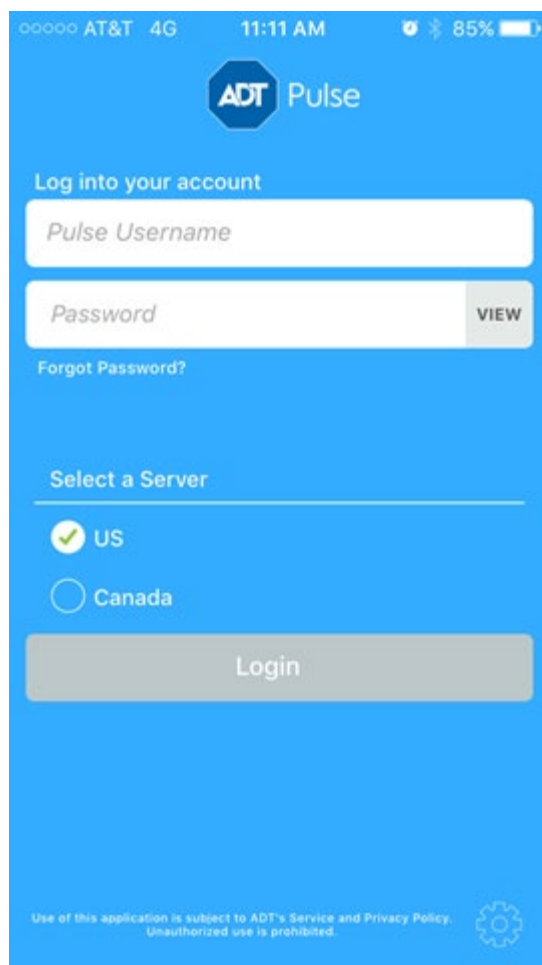 AT&T 4G 11:11 AM 85%
ADT Pulse
Log into your account
Pulse Username
Password VIEW
Forgot Password?
Select a Server
US
Canada
Login
Use of this application is subject to ADT's Service and Privacy Policy.
Unauthorized use is prohibited.